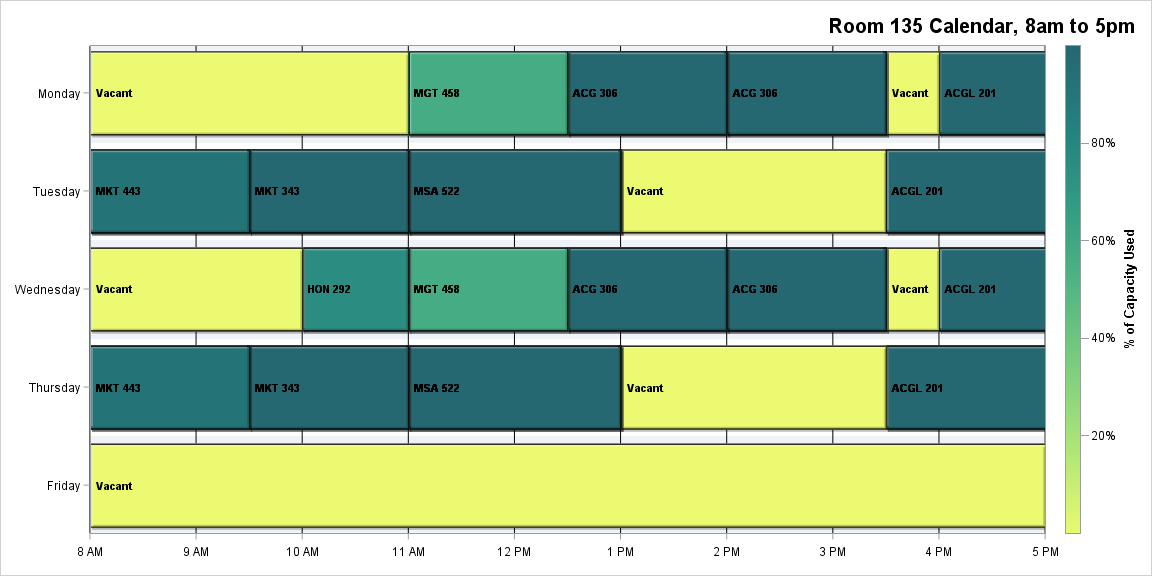 Room 135 Calendar, 8am to 5pm
Monday
Vacant
MGT 458
ACG 306
ACG 306
Vacant
ACGL 201
Tuesday
MKT 443
MKT 343
MSA 522
Vacant
ACGL 201
Wednesday
Vacant
HON 292
MGT 458
ACG 306
ACG 306
Vacant
ACGL 201
Thursday
MKT 443
MKT 343
MSA 522
Vacant
ACGL 201
Friday
Vacant
8 AM
9 AM
10 AM
11 AM
12 PM
1 PM
2 PM
3 PM
4 PM
5 PM
80%
60%
40%
20%
% of Capacity Used